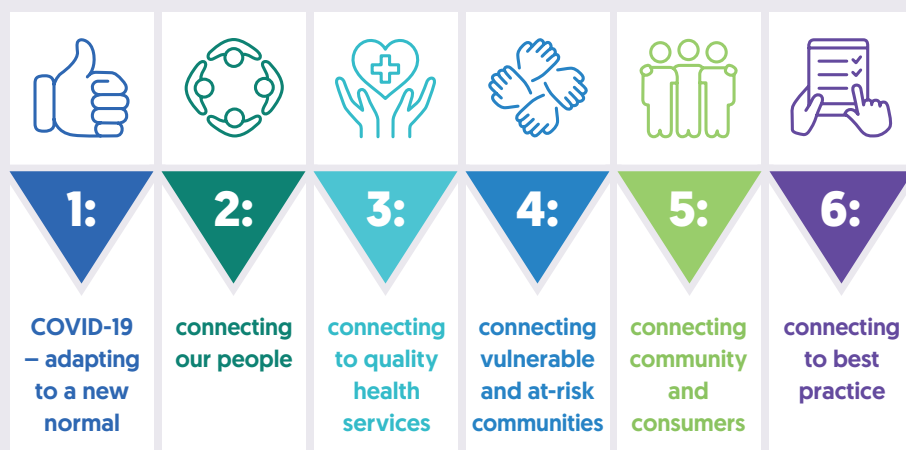 1:
COVID-19
– adapting
to a new
normal
2:
connecting
our people
3:
connecting
to quality
health
services
4:
connecting
vulnerable
and at-risk
communities
5:
connecting
community
and
consumers
6:
connecting
to best
practice